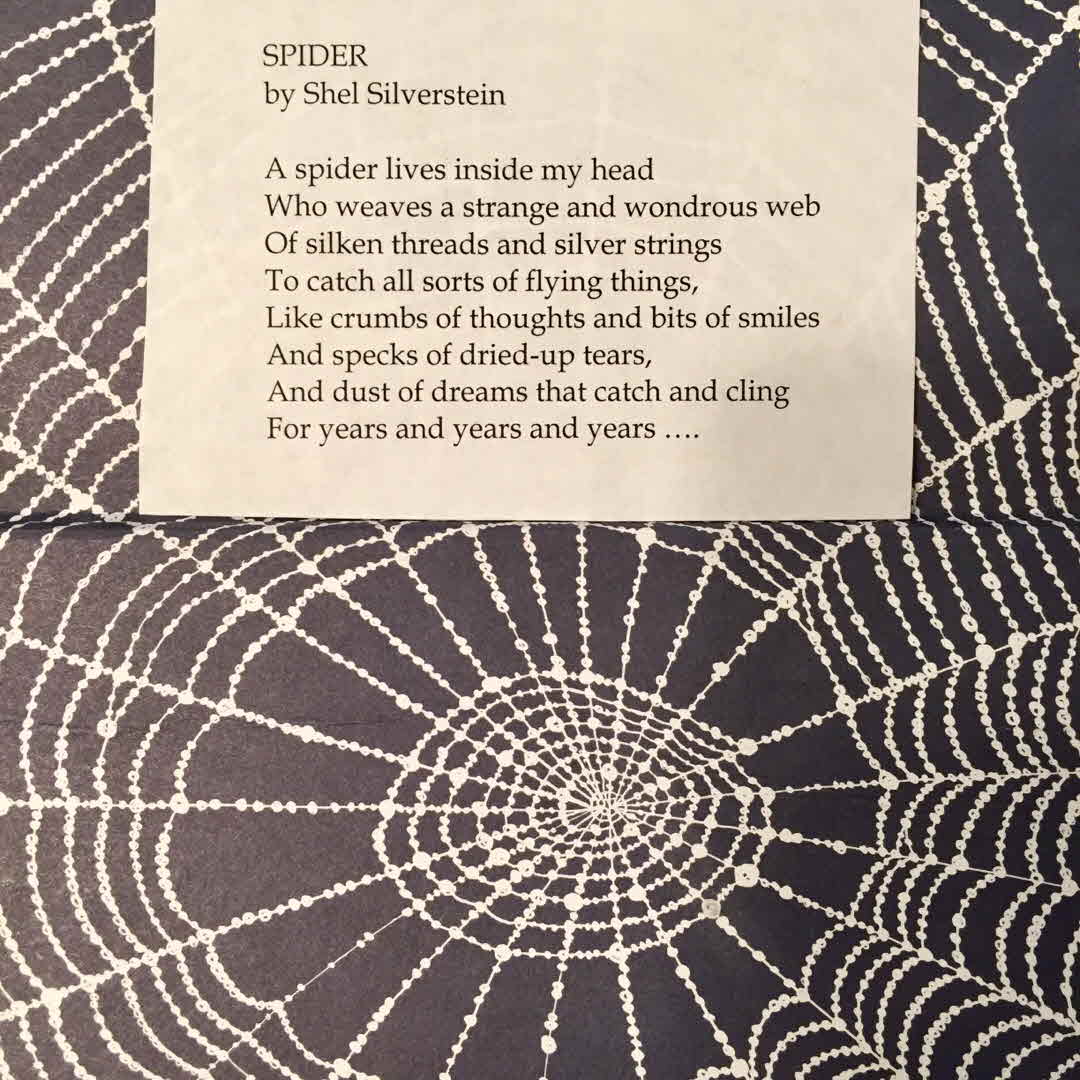 SPIDER
by Shel Silverstein
A spider lives inside my head
Who weaves a strange and wondrous web
Of silken threads and silver strings
To catch all sorts of flying things,
Like crumbs of thoughts and bits of smiles
And specks of dried-up tears,
And dust of dreams that catch and cling
For years and years and years ....